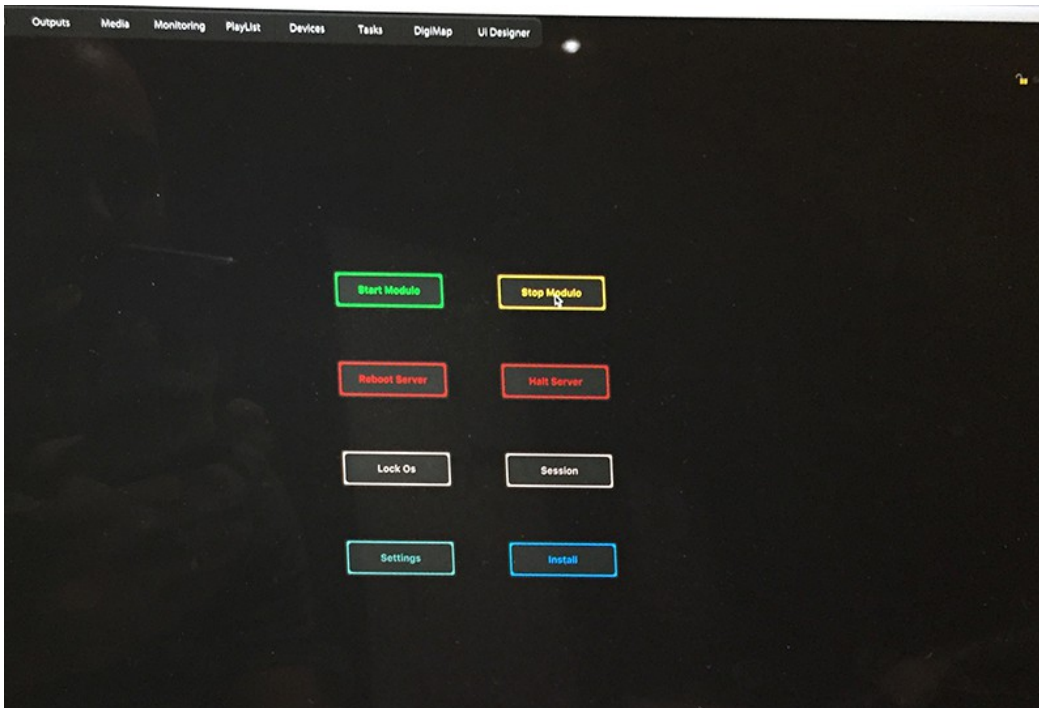 Outputs Media Monitoring PlayList Devices Tasks DigiMap Ui Designer
Start Modulo Stop Modulo
Reboot Server Halt Server
Lock Os Session
Settings Install